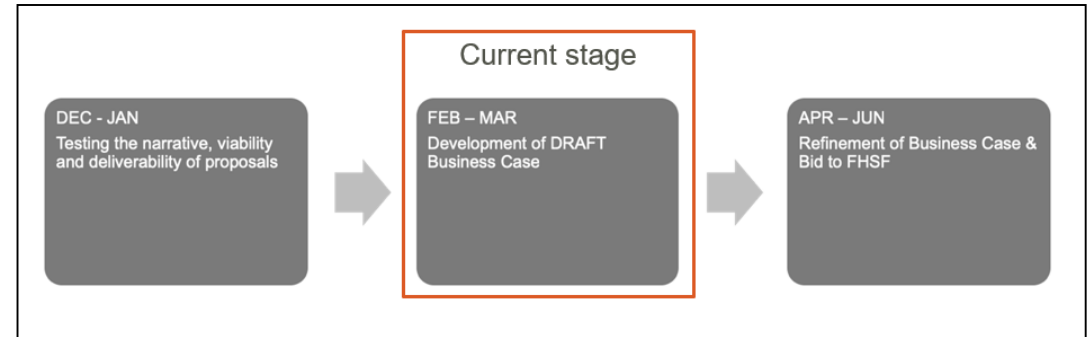 Current stage
DEC - JAN
Testing the narrative, viability
and deliverability of proposals
FEB – MAR
Development of DRAFT
Business Case
APR – JUN
Refinement of Business Case &
Bid to FHSF